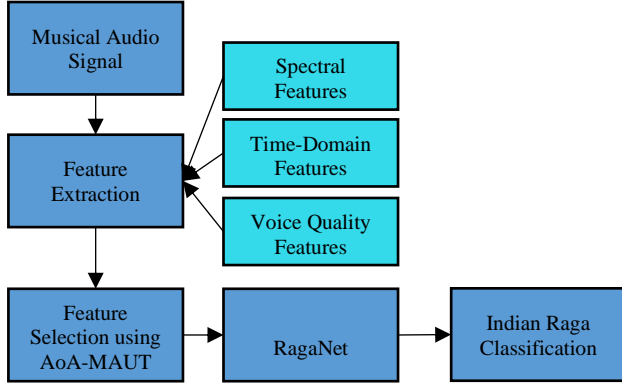 Musical Audio
Signal
Spectral
Features
Feature
Extraction
Time-Domain
Features
Voice Quality
Features
Feature
Selection using
AoA-MAUT
RagaNet
Indian Raga
Classification